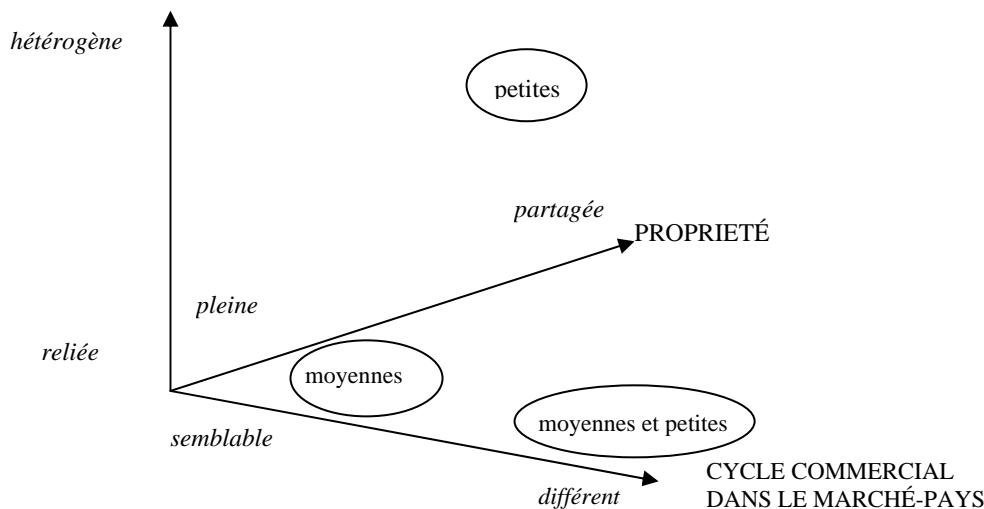 hétérogène
petites
partagée
PROPRIETÉ
pleine
reliée
moyennes
moyennes et petites
semblable
CYCLE COMMERCIAL
DANS LE MARCHÉ-PAYS
différent